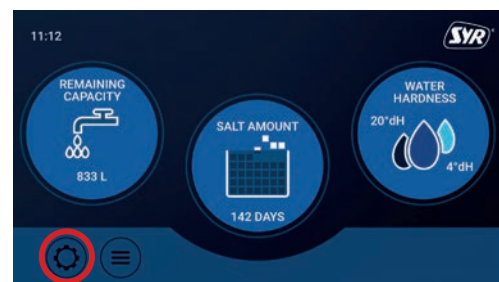 11:12
SYR
REMAINING
CAPACITY
833 L
SALT AMOUNT
142 DAYS
WATER
HARDNESS
20°dH
4°dH